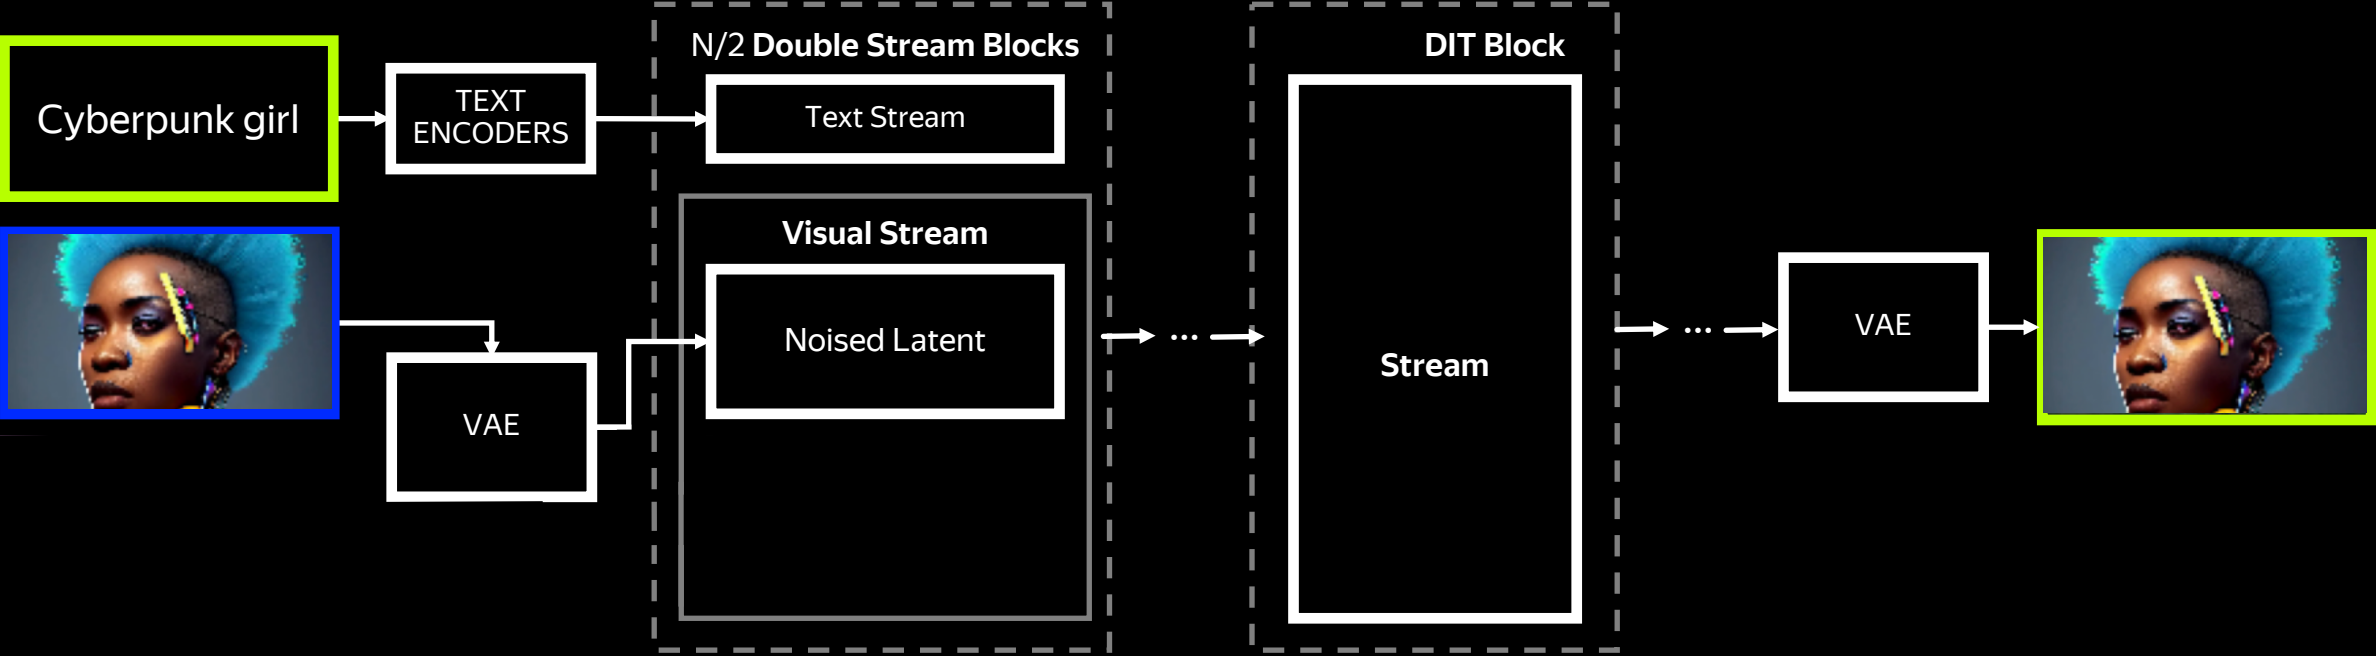 N/2 Double Stream Blocks
DIT Block
Cyberpunk girl
TEXT
ENCODERS
Text Stream
Visual Stream
Noised Latent
...
Stream
...
VAE
VAE